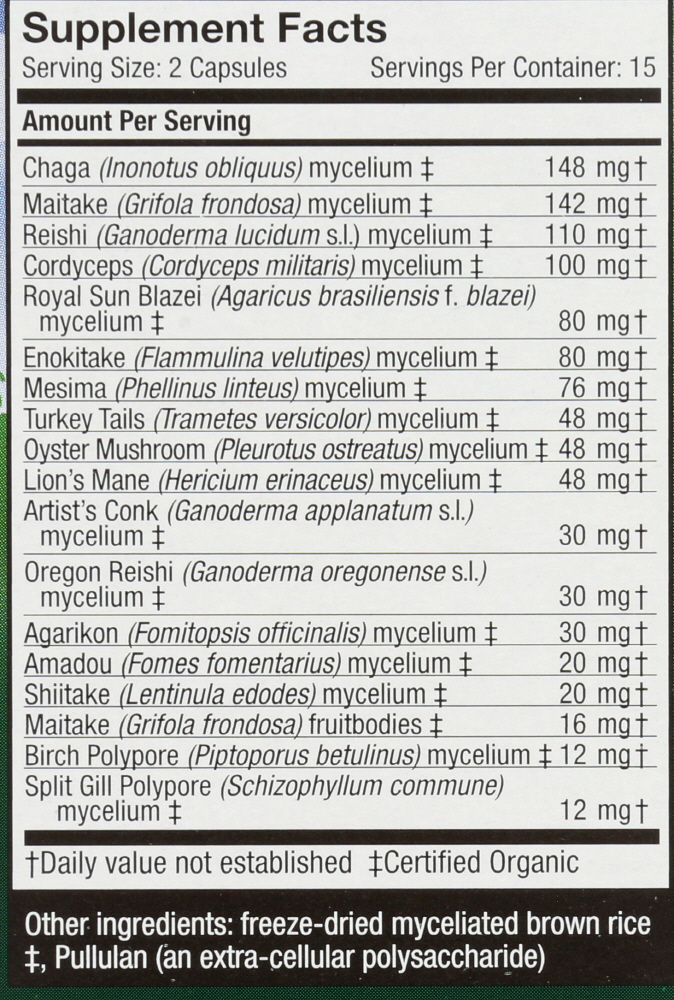 Supplement Facts
Serving Size: 2 Capsules Servings Per Container: 15
Amount Per Serving
Chaga (Inonotus obliquus) mycelium ‡ 148 mg†
Maitake (Grifola frondosa) mycelium ‡ 142 mg†
Reishi (Ganoderma lucidum s.l.) mycelium ‡ 110 mg†
Cordyceps (Cordyceps militaris) mycelium ‡ 100 mg†
Royal Sun Blazei (Agaricus brasiliensis f. blazei)
mycelium ‡ 80 mg†
Enokitake (Flammulina velutipes) mycelium ‡ 80 mg†
Mesima (Phellinus linteus) mycelium ‡ 76 mg†
Turkey Tails (Trametes versicolor) mycelium ‡ 48 mg†
Oyster Mushroom (Pleurotus ostreatus) mycelium ‡ 48 mg†
Lion's Mane (Hericium erinaceus) mycelium ‡ 48 mg†
Artist's Conk (Ganoderma applanatum s.l.)
mycelium ‡ 30 mg†
Oregon Reishi (Ganoderma oregonense s.l.)
mycelium ‡ 30 mg†
Agarikon (Fomitopsis officinalis) mycelium ‡ 30 mg†
Amadou (Fomes fomentarius) mycelium ‡ 20 mg†
Shiitake (Lentinula edodes) mycelium ‡ 20 mg†
Maitake (Grifola frondosa) fruitbodies ‡ 16 mg†
Birch Polypore (Piptoporus betulinus) mycelium ‡ 12 mg†
Split Gill Polypore (Schizophyllum commune)
mycelium ‡ 12 mg†
†Daily value not established ‡Certified Organic
Other ingredients: freeze-dried myceliated brown rice
‡, Pullulan (an extra-cellular polysaccharide)